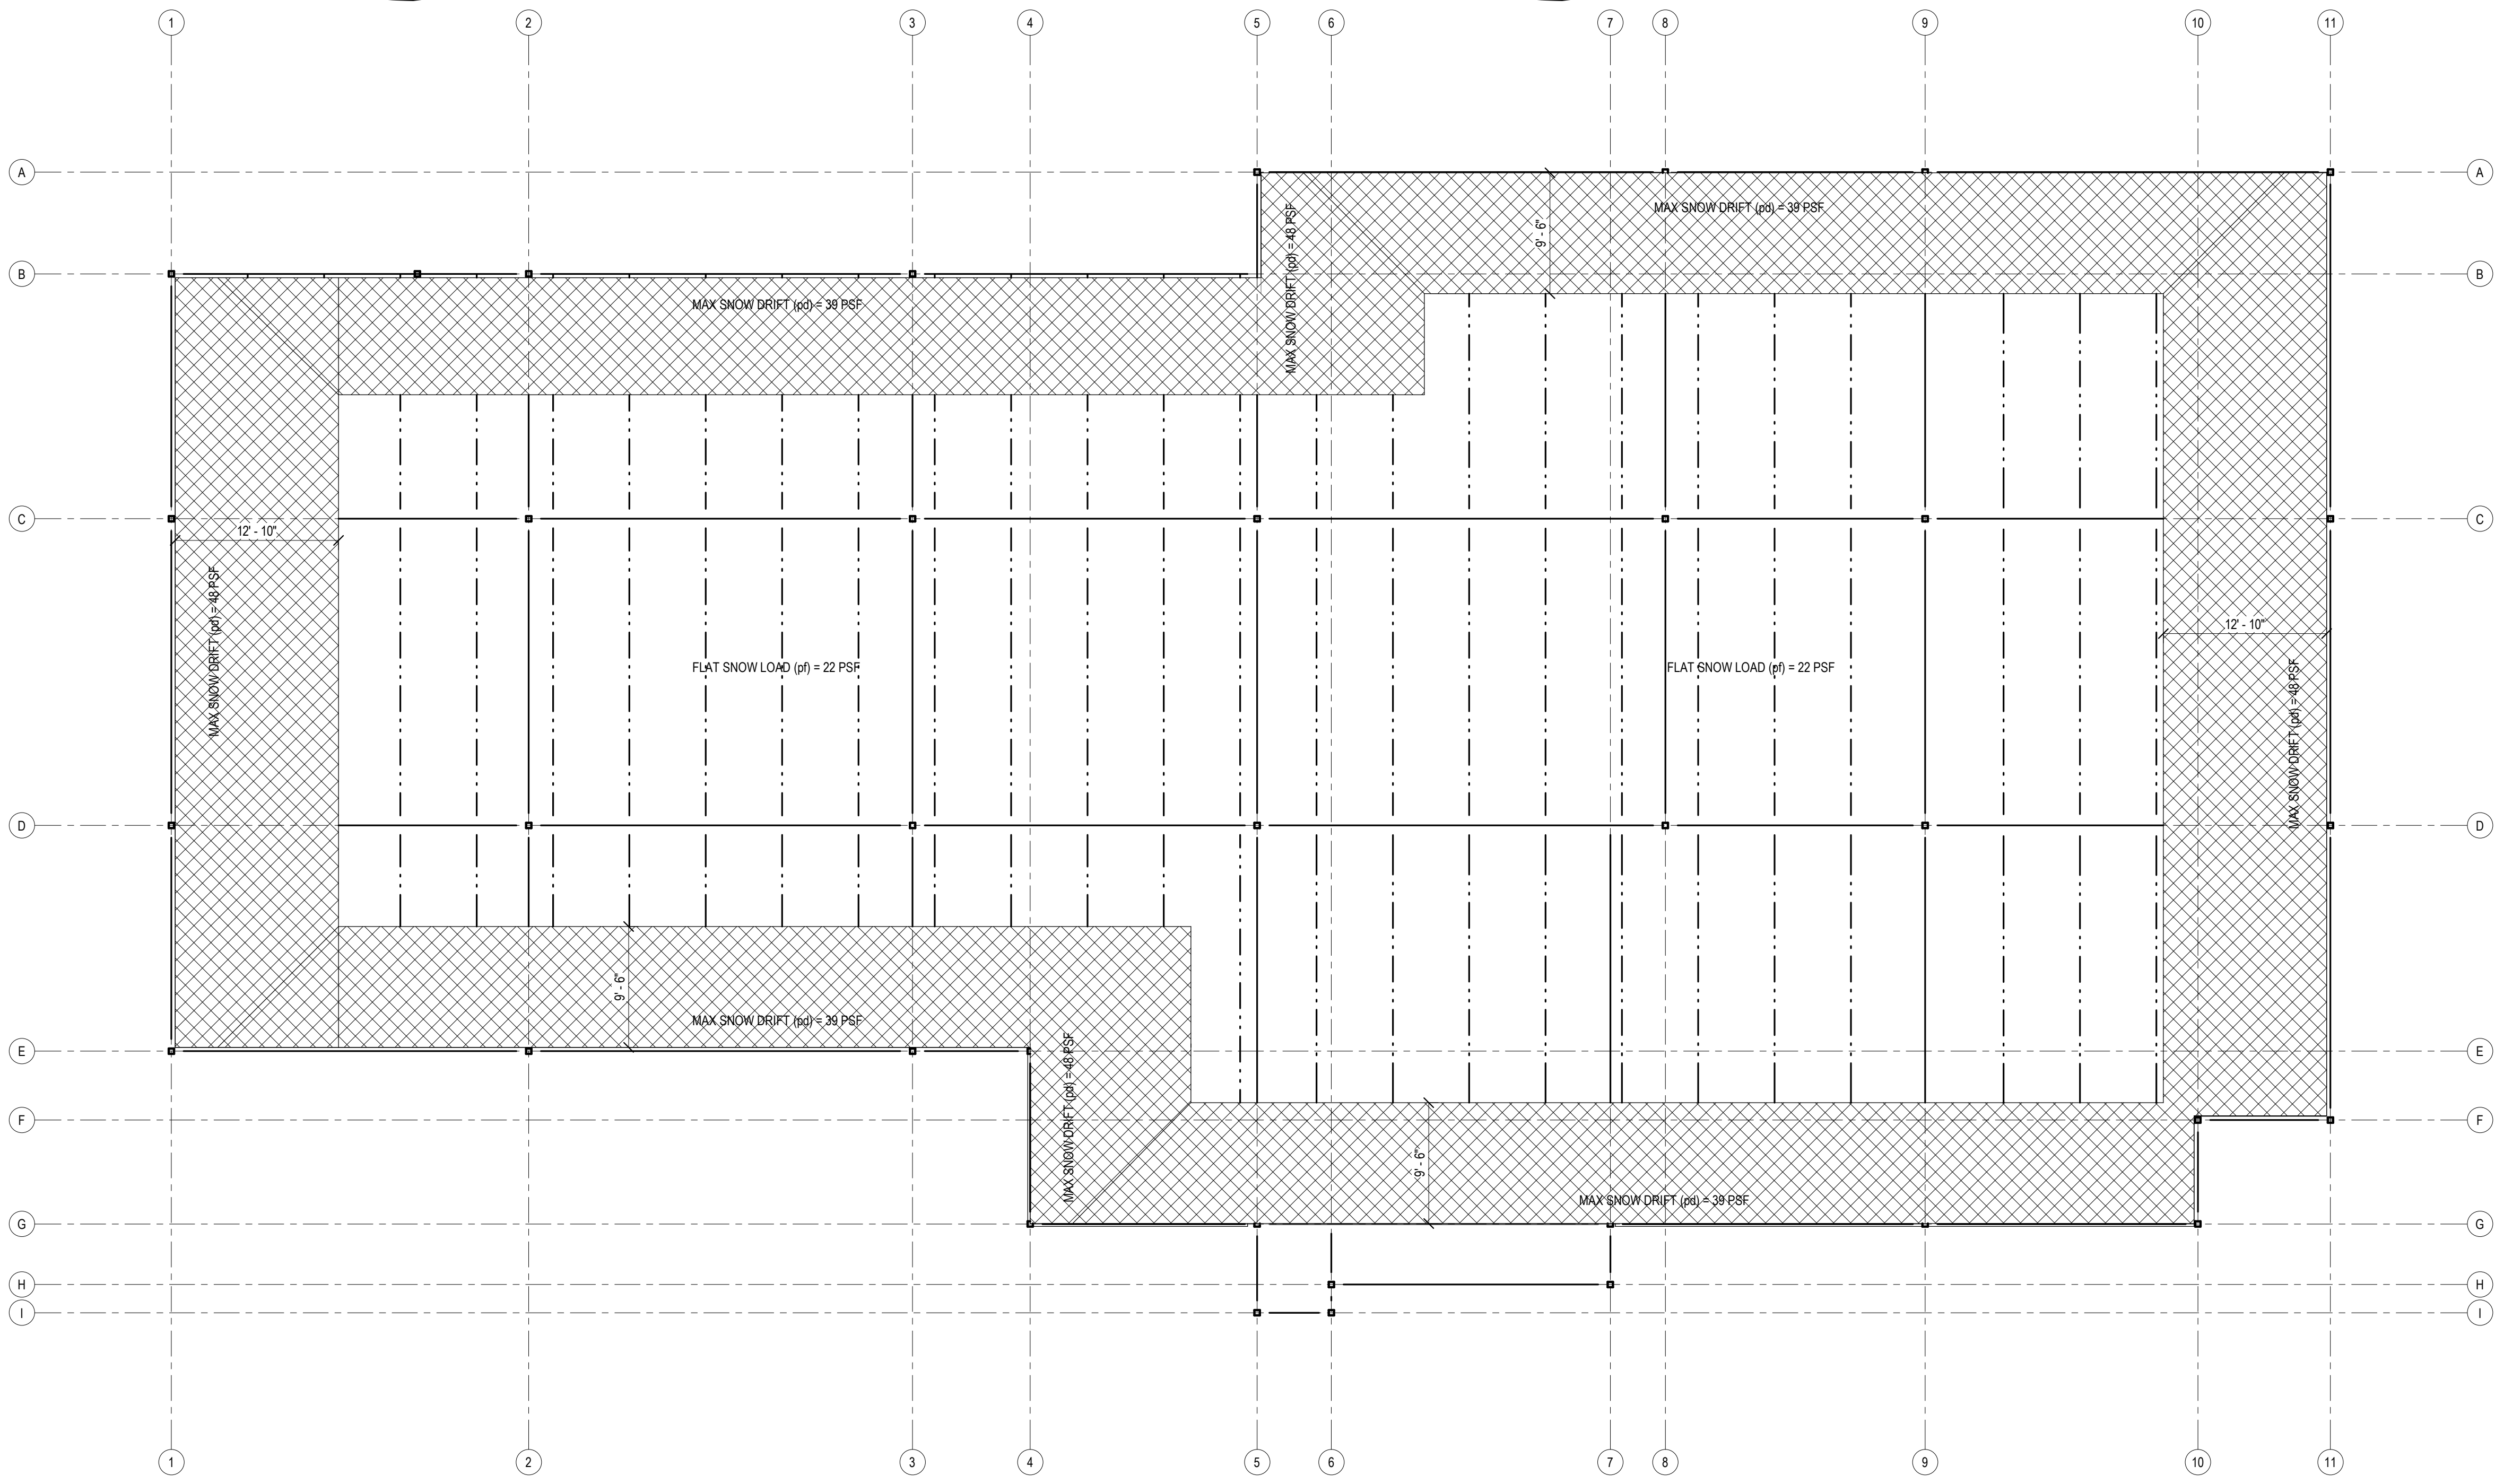 1 2 3 4 5 6 7 8 9 10 11
A A
MAX SNOW DRIFT (pd) = 39 PSF
9' - 6"
MAX SNOW DRIFT (pd) = 48 PSF
B B
MAX SNOW DRIFT (pd) = 39 PSF
C C
12' - 10"
12' - 10"
MAX SNOW DRIFT (pd) = 48 PSF
FLAT SNOW LOAD (pf) = 22 PSF
FLAT SNOW LOAD (pf) = 22 PSF
MAX SNOW DRIFT (pd) = 48 PSF
D D
9' - 6"
MAX SNOW DRIFT (pd) = 39 PSF
E E
MAX SNOW DRIFT (pd) = 48 PSF
F F
9' - 6"
MAX SNOW DRIFT (pd) = 39 PSF
G G
H H
I I
1 2 3 4 5 6 7 8 9 10 11